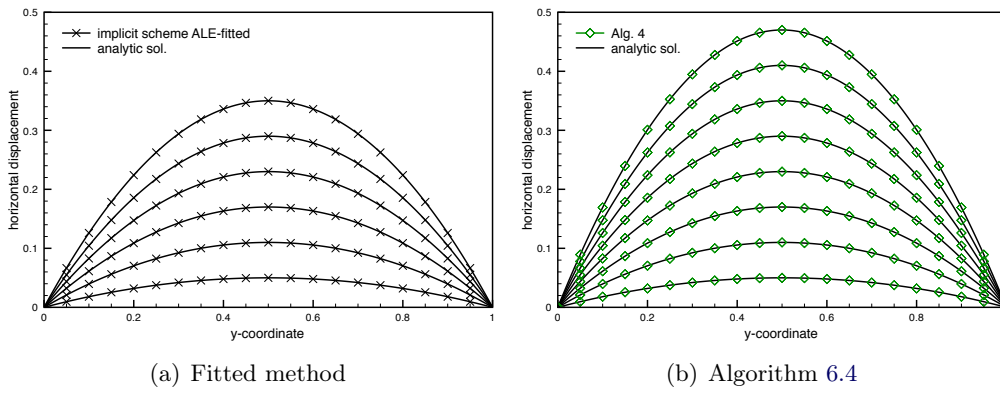 0.5
0.4
0.3
0.2
0.1
0
horizontal displacement
implicit scheme ALE-fitted
analytic sol.
0 0.2 0.4 0.6 0.8 1
y-coordinate
(a) Fitted method
0.5
0.4
0.3
0.2
0.1
0
horizontal displacement
Alg. 4
analytic sol.
0 0.2 0.4 0.6 0.8
y-coordinate
(b) Algorithm 6.4